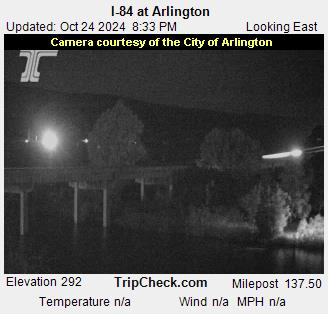 I-84 at Arlington
Updated: Oct 24 2024 8:33 PM Looking East
Camera courtesy of the City of Arlington
Elevation 292 TripCheck.com Milepost 137.50
Temperature n/a Wind n/a MPH n/a